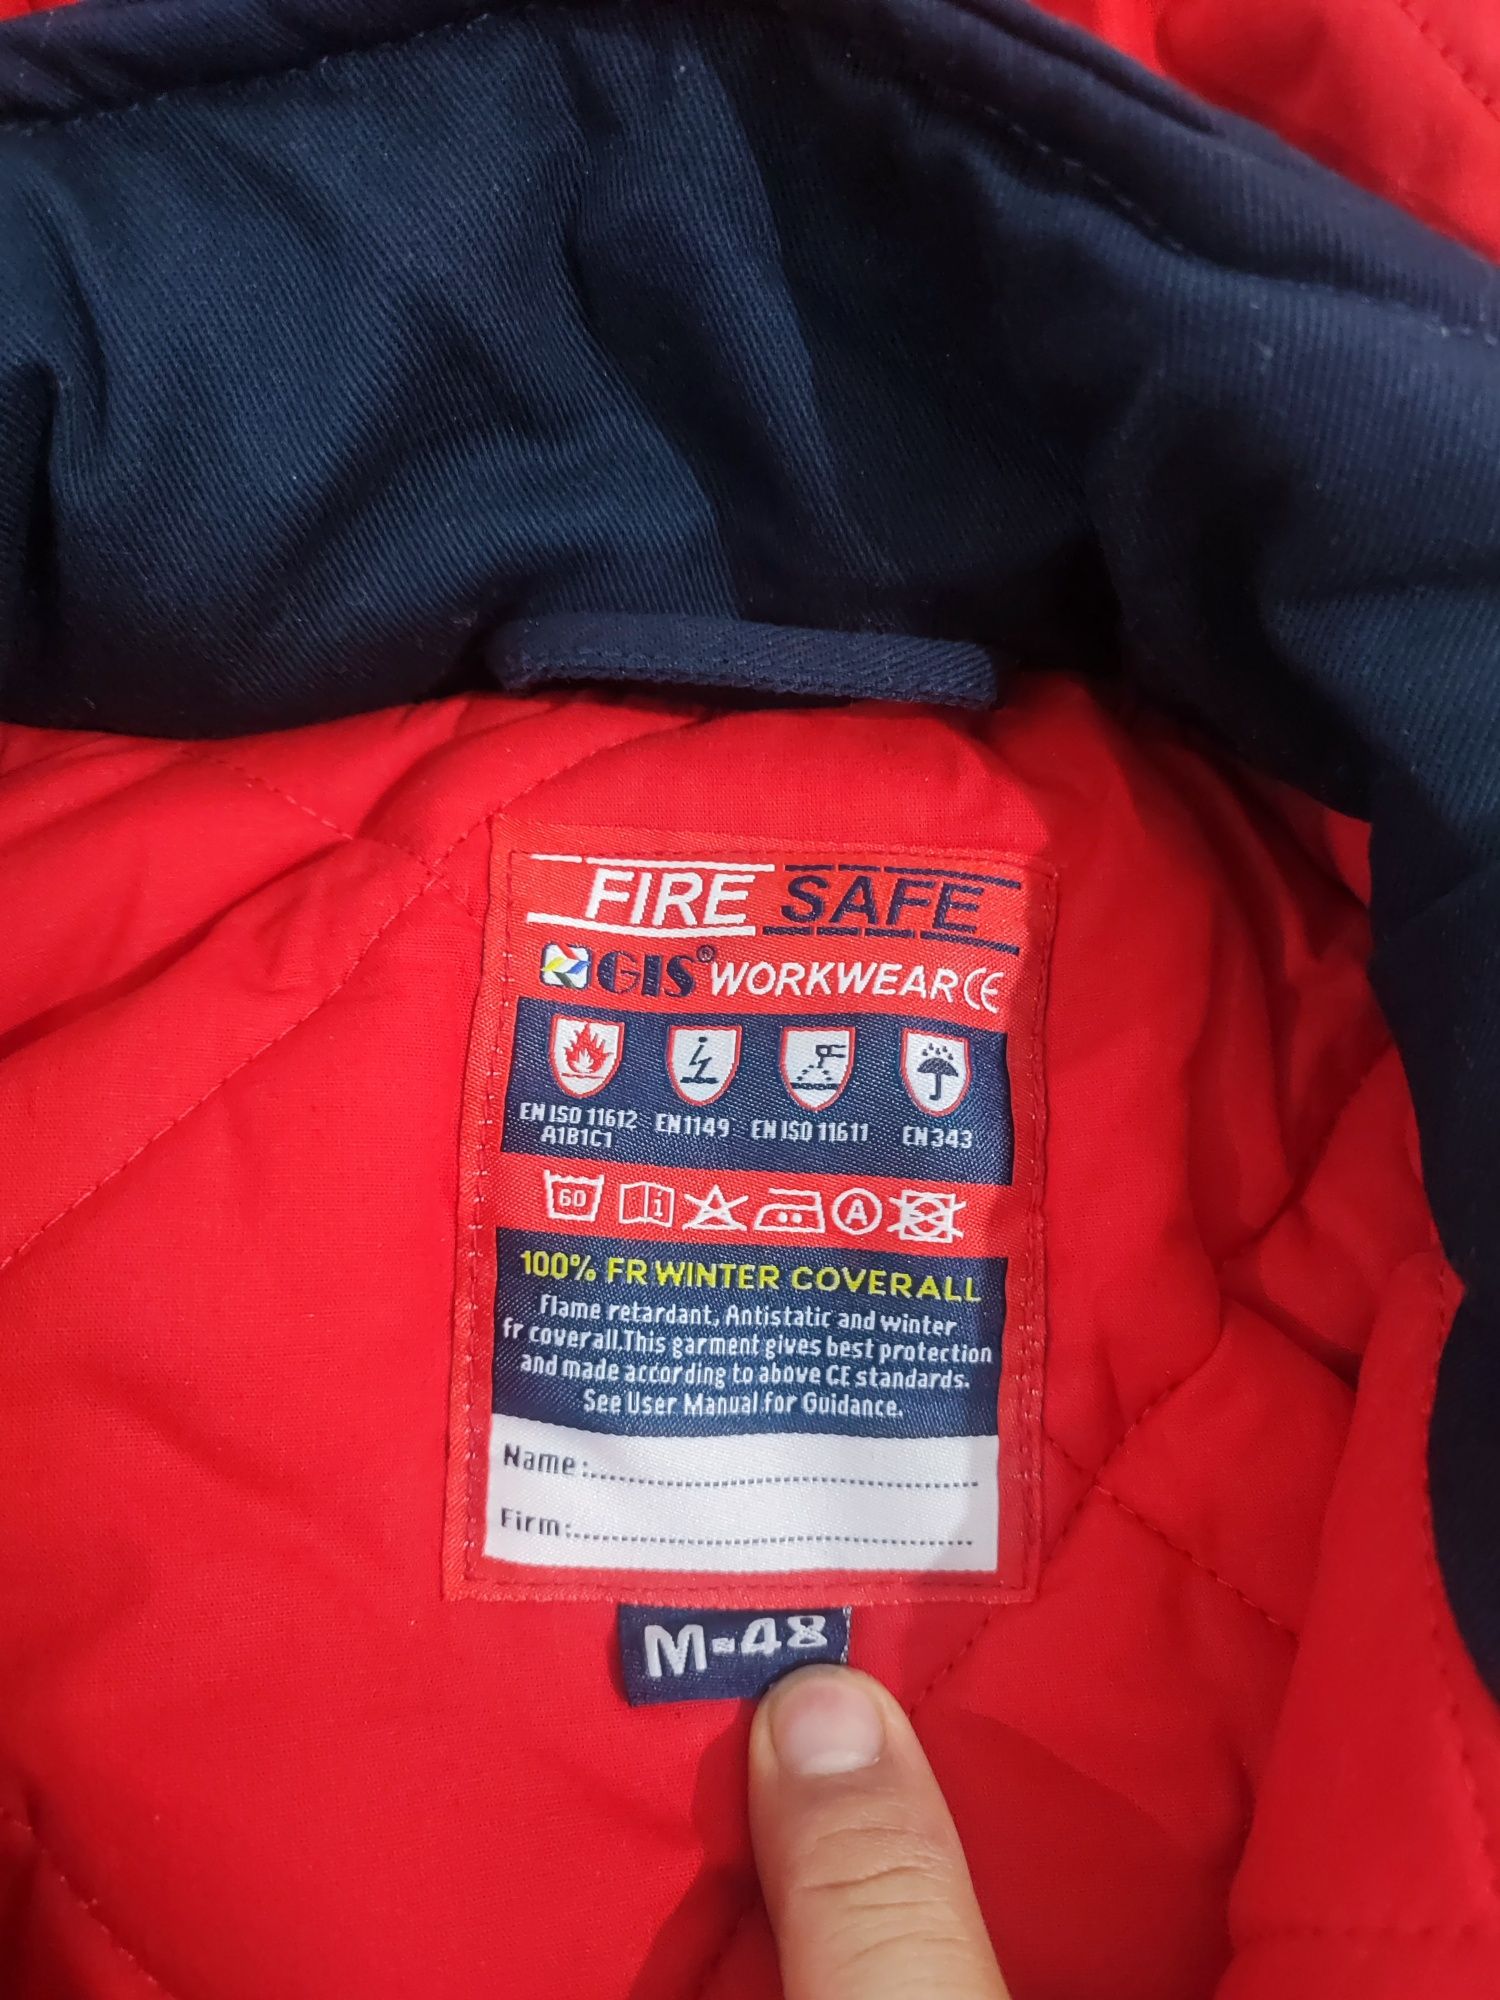 FIRE SAFE
GIS® WORKWEAR CE
EN ISO 11612 EN1149 EN ISO 11611 EN 343
A1B1C1
60 i A
100% FR WINTER COVERALL
Flame retardant, Antistatic and winter
fr coverall.This garment gives best protection
and made according to above CE standards.
See User Manual for Guidance.
Name :
Firm :
M-48